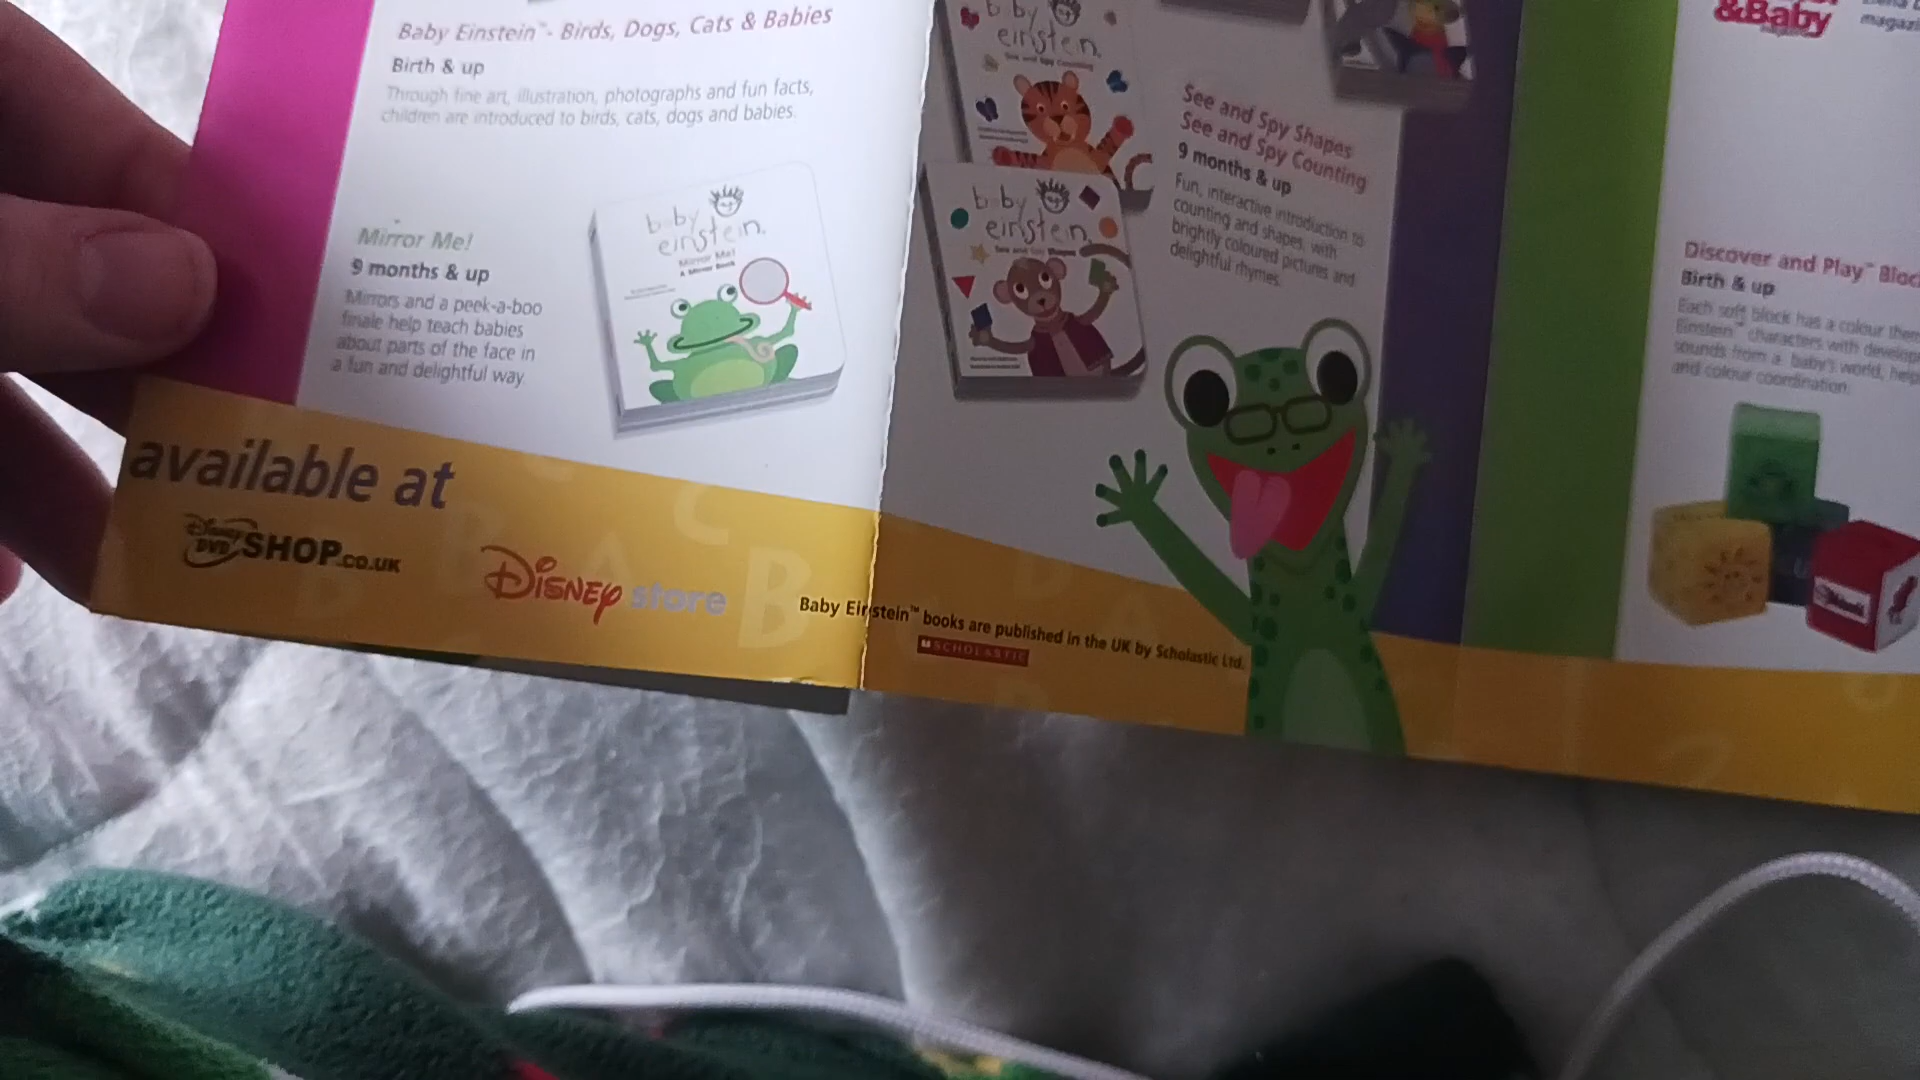 Baby Einstein™- Birds, Dogs, Cats & Babies
Birth & up
Through fine art, illustration, photographs and fun facts,
children are introduced to birds, cats, dogs and babies.
Mirror Me!
9 months & up
Mirrors and a peek-a-boo
finale help teach babies
about parts of the face in
a fun and delightful way
baby
einstein.
Mirror Me!
A Mirror Book
available at
Disney
DVD SHOP.CO.UK
DISNEY store
baby
einstein.
See and Spy Counting
baby
einstein.
See and Spy Shapes
See and Spy Shapes
See and Spy Counting
9 months & up
Fun, interactive introduction to
counting and shapes, with
brightly coloured pictures and
delightful rhymes.
Baby Einstein™ books are published in the UK by Scholastic Ltd.
SCHOLASTIC
&Baby
magazi
Discover and Play™ Bloc
Birth & up
Each soft block has a colour them
Einstein™ characters with develop
sounds from a baby's world, help
and colour coordination.